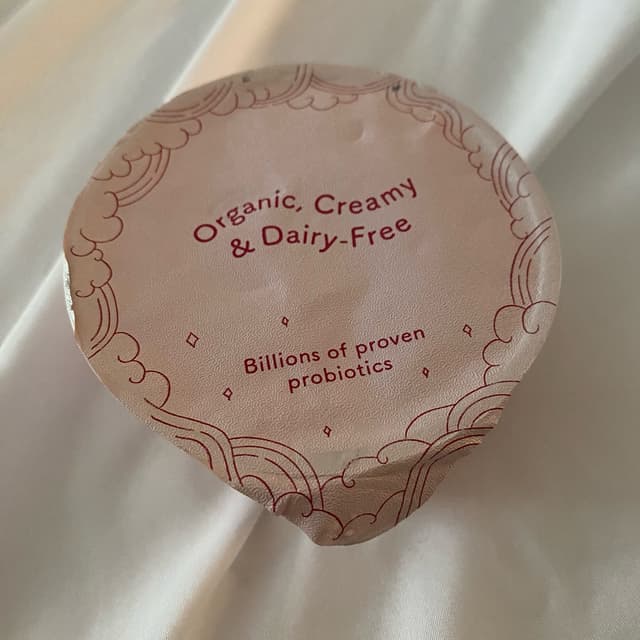 Organic, Creamy
& Dairy-Free
Billions of proven
probiotics